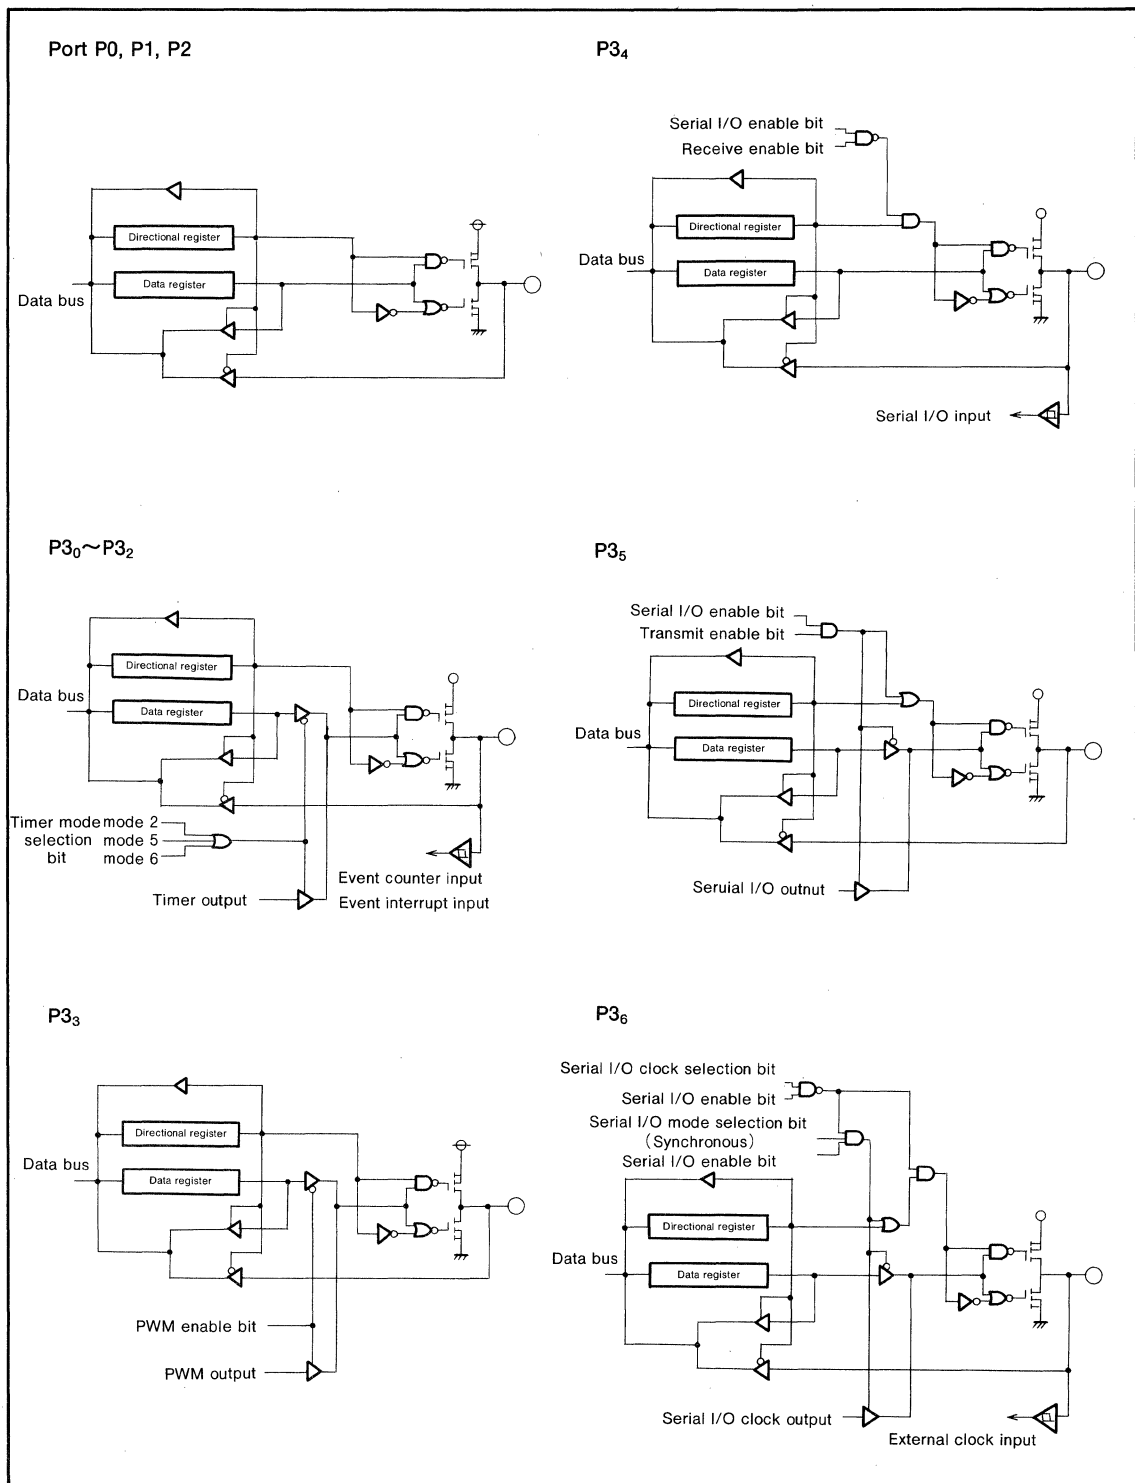 Port P0, P1, P2
Directional register
Data register
Data bus
P3₄
Serial I/O enable bit
Receive enable bit
Directional register
Data bus
Data register
Serial I/O input
P3₀～P3₂
Directional register
Data bus
Data register
Timer mode mode 2
selection mode 5
bit mode 6
Timer output
Event counter input
Event interrupt input
P3₅
Serial I/O enable bit
Transmit enable bit
Directional register
Data bus
Data register
Seruial I/O outnut
P3₃
Directional register
Data bus
Data register
PWM enable bit
PWM output
P3₆
Serial I/O clock selection bit
Serial I/O enable bit
Serial I/O mode selection bit
(Synchronous)
Serial I/O enable bit
Directional register
Data bus
Data register
Serial I/O clock output
External clock input